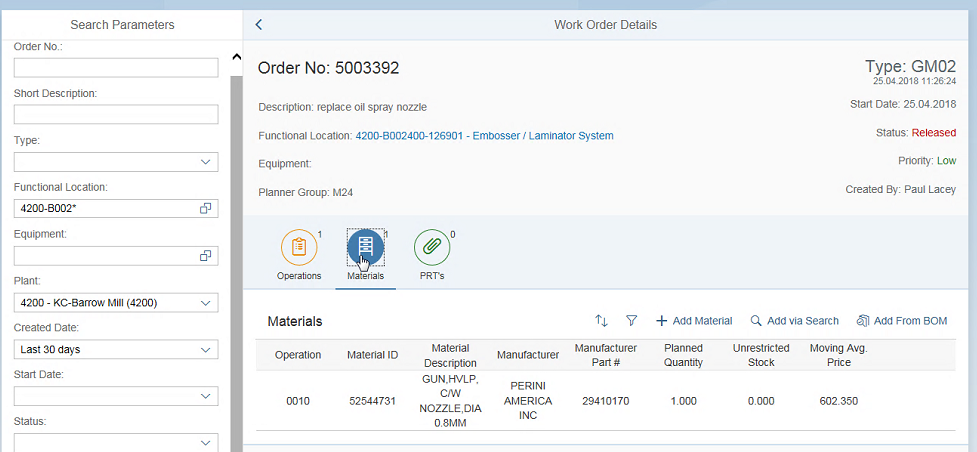 Search Parameters
Order No.:
Short Description:
Type:
Functional Location:
4200-B002*
Equipment:
Plant:
4200 - KC-Barrow Mill (4200)
Created Date:
Last 30 days
Start Date:
Status:
Work Order Details
Order No: 5003392
Type: GM02
25.04.2018 11:26:24
Description: replace oil spray nozzle
Start Date: 25.04.2018
Functional Location: 4200-B002400-126901 - Embosser / Laminator System
Status: Released
Equipment:
Priority: Low
Planner Group: M24
Created By: Paul Lacey
1
Operations
1
Materials
0
PRT's
Materials
Add Material
Add via Search
Add From BOM
Operation
Material ID
Material
Description
Manufacturer
Manufacturer
Part #
Planned
Quantity
Unrestricted
Stock
Moving Avg.
Price
0010
52544731
GUN,HVLP,
C/W
NOZZLE,DIA
0.8MM
PERINI
AMERICA
INC
29410170
1.000
0.000
602.350